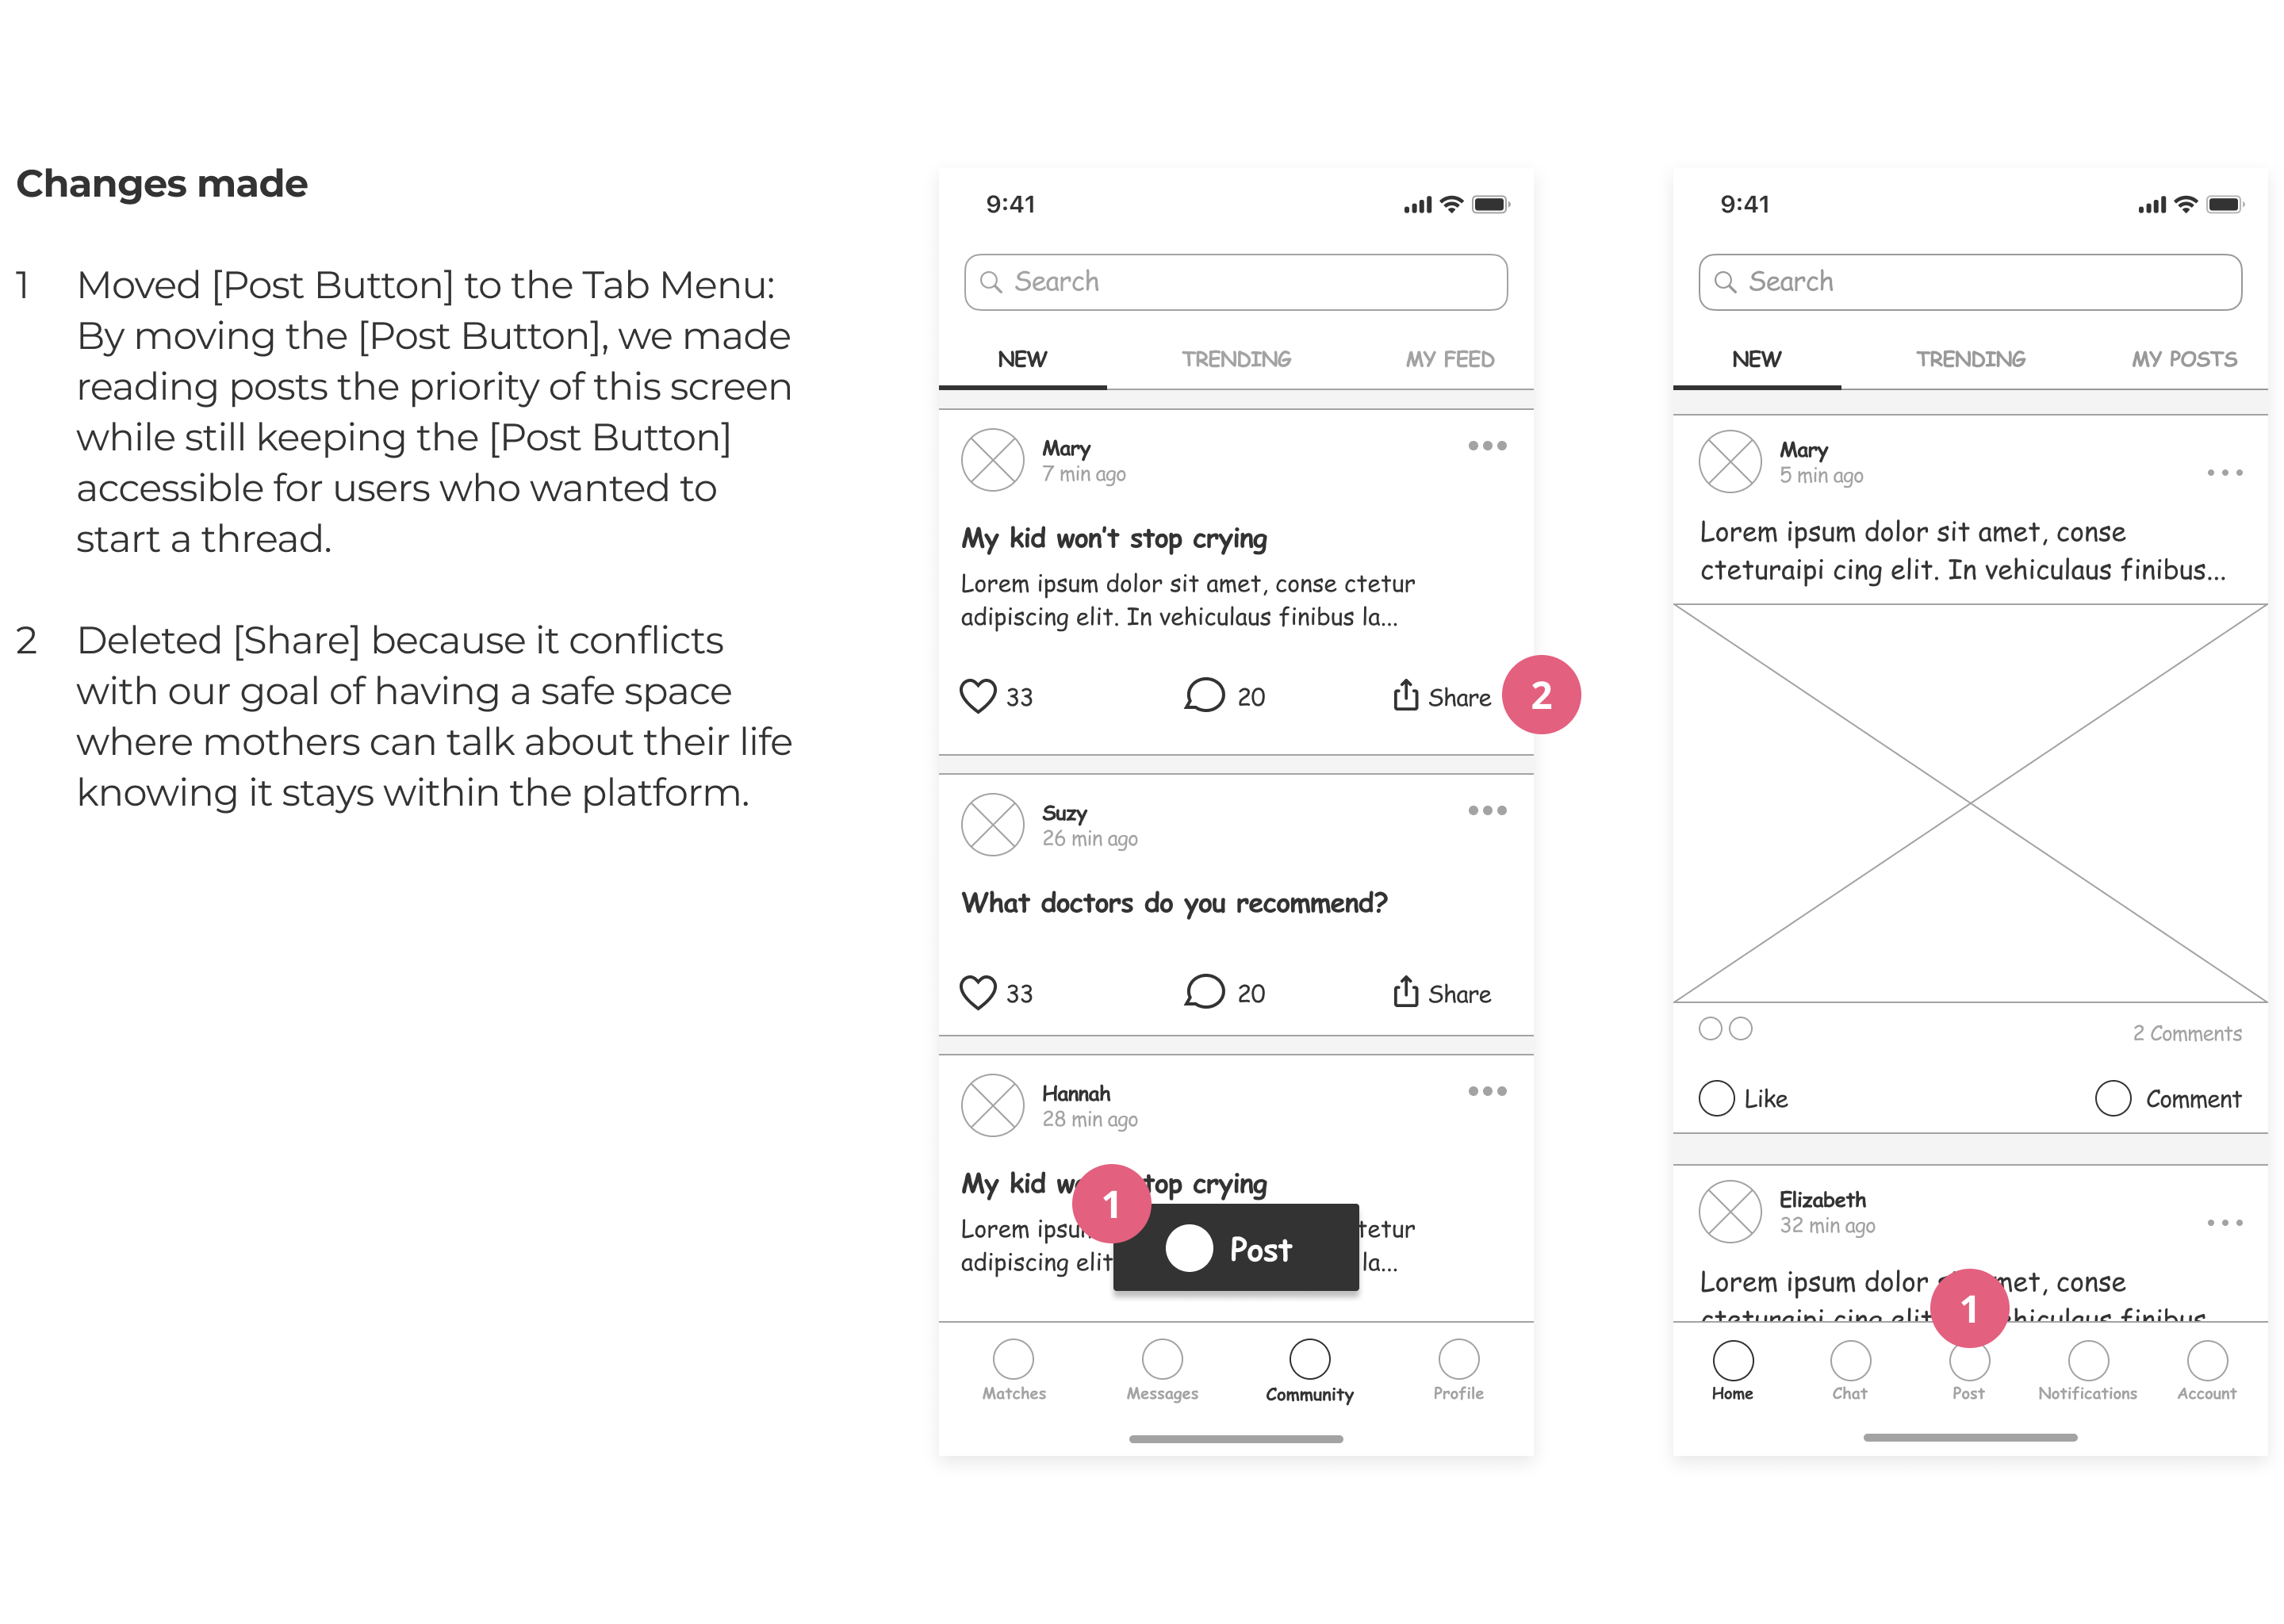 Changes made
1 Moved [Post Button] to the Tab Menu:
By moving the [Post Button], we made
reading posts the priority of this screen
while still keeping the [Post Button]
accessible for users who wanted to
start a thread.
2 Deleted [Share] because it conflicts
with our goal of having a safe space
where mothers can talk about their life
knowing it stays within the platform.
9:41
Search
NEW TRENDING MY FEED
Mary
7 min ago
My kid won't stop crying
Lorem ipsum dolor sit amet, conse ctetur
adipiscing elit. In vehiculaus finibus la...
33 20 Share
2
Suzy
26 min ago
What doctors do you recommend?
33 20 Share
Hannah
28 min ago
My kid top crying
1
Lorem tetur
Post
adipiscing elit la...
Matches Messages Community Profile
9:41
Search
NEW TRENDING MY POSTS
Mary
5 min ago
Lorem ipsum dolor sit amet, conse
cteturaipi cing elit. In vehiculaus finibus...
2 Comments
Like Comment
Elizabeth
32 min ago
Lorem ipsum dolor met, conse
1
cteturaipi cing elit hiculaus finibus
Home Chat Post Notifications Account